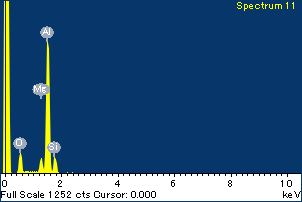 Spectrum 11
Al
Mg
O
Si
0 2 4 6 8 10
Full Scale 1252 cts Cursor: 0.000 keV